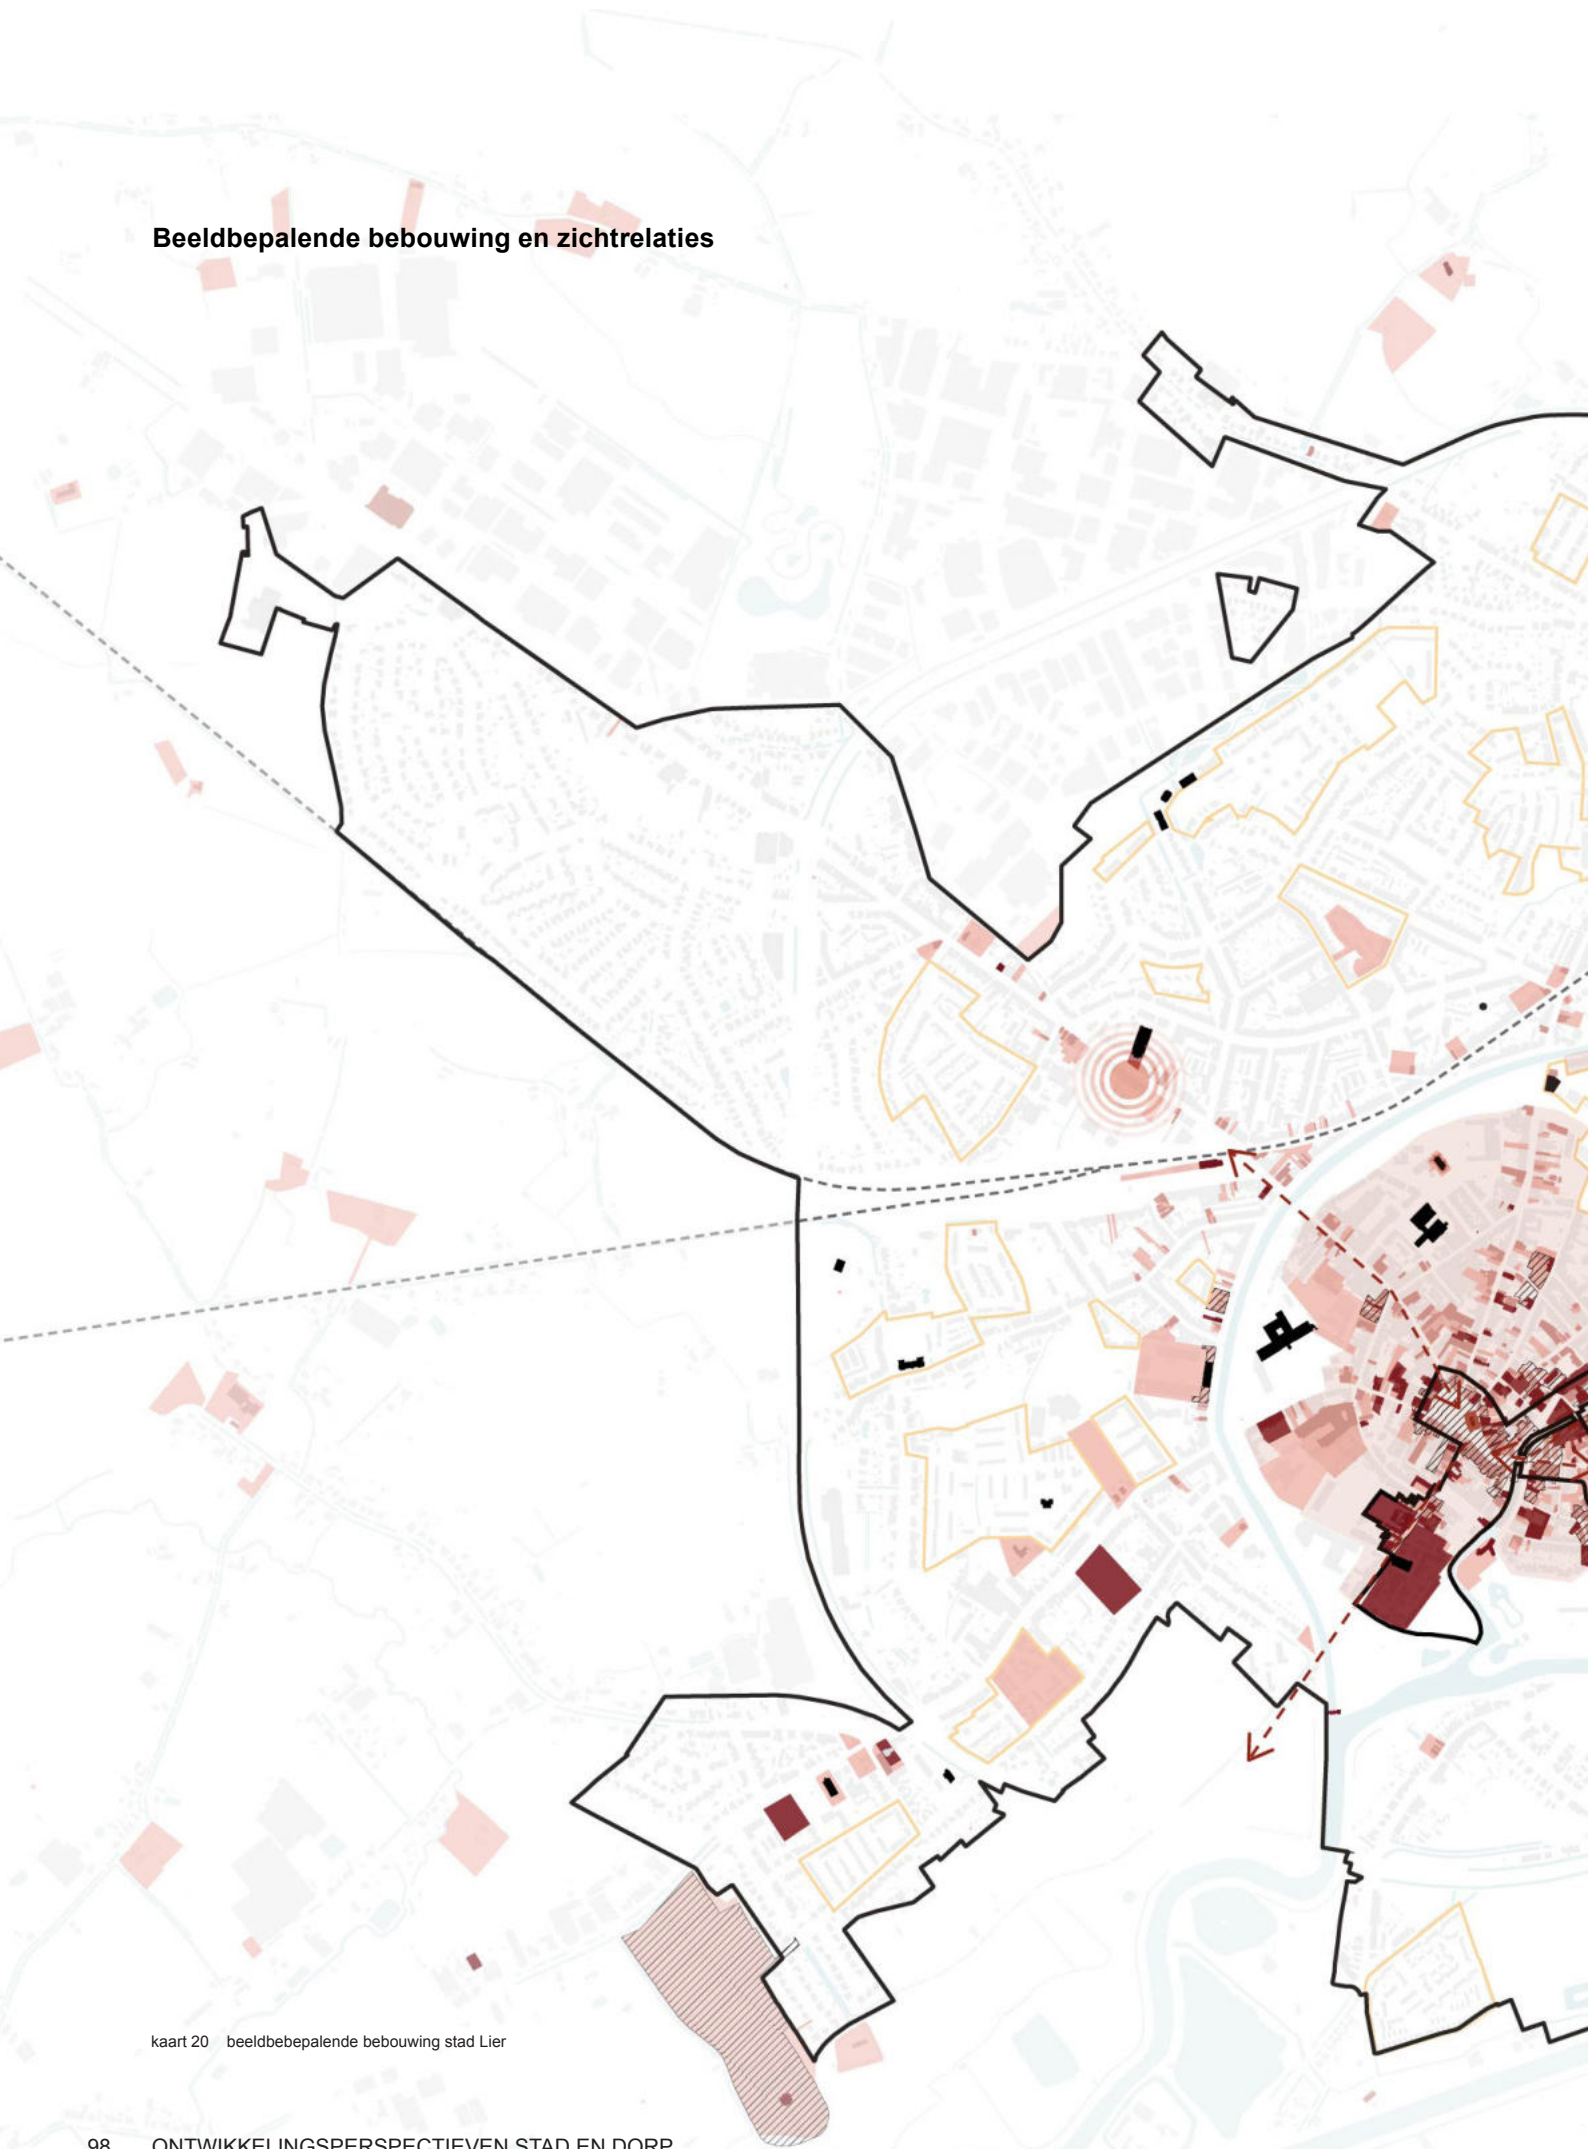 Beeldbepalende bebouwing en zichtrelaties
kaart 20 beeldbebepalende bebouwing stad Lier
98 ONTWIKKELINGSPERSPECTIEVEN STAD EN DORP